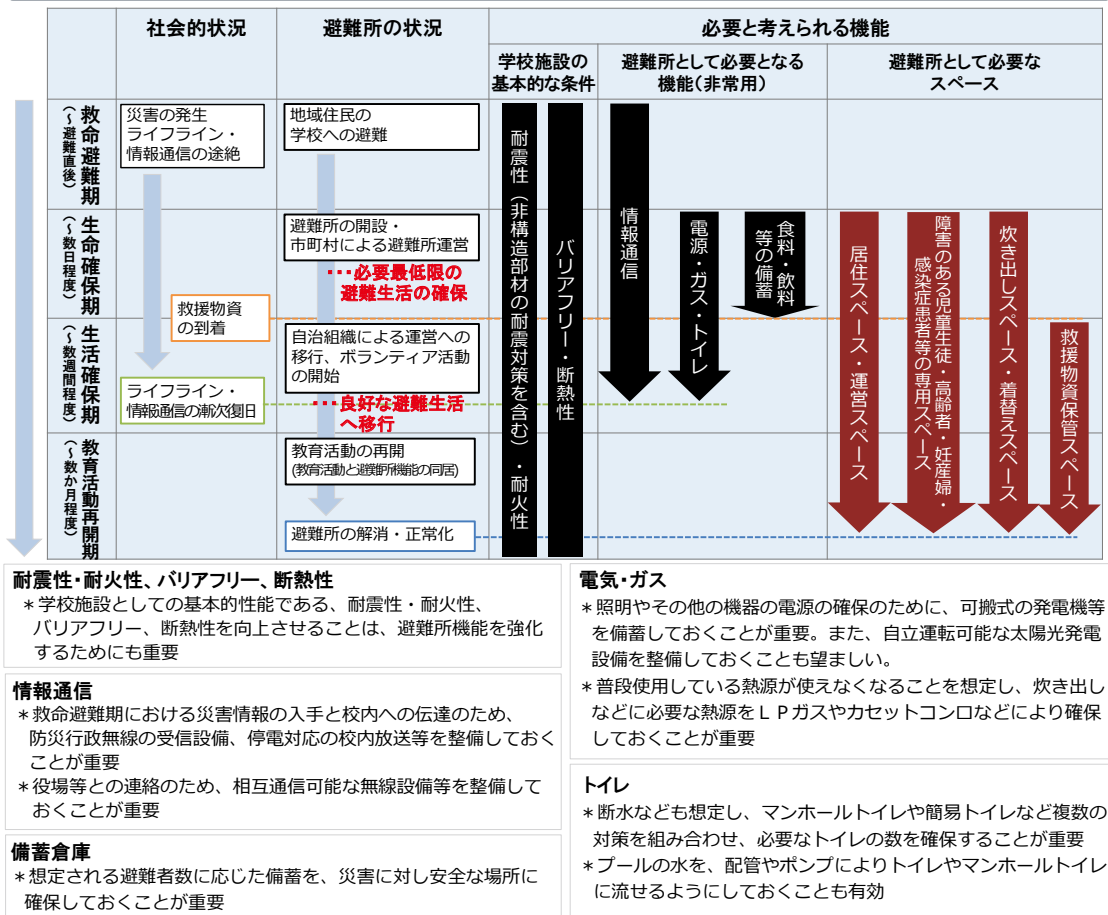 社会的状況
避難所の状況
必要と考えられる機能
学校施設の
基本的な条件
避難所として必要となる
機能(非常用)
避難所として必要な
スペース
救命避難期
(～避難直後)
災害の発生
ライフライン・
情報通信の途絶
地域住民の
学校への避難
生命確保期
(～数日程度)
避難所の開設・
市町村による避難所運営
･･･必要最低限の
避難生活の確保
救援物資
の到着
生活確保期
(～数週間程度)
自治組織による運営への
移行、ボランティア活動
の開始
ライフライン・
情報通信の漸次復旧
･･･良好な避難生活
へ移行
教育活動再開期
(～数か月程度)
教育活動の再開
(教育活動と避難所機能の同居)
避難所の解消・正常化
耐震性(非構造部材の耐震対策を含む)・耐火性
バリアフリー・断熱性
情報通信
電源・ガス・トイレ
食料・飲料
等の備蓄
居住スペース・運営スペース
障害のある児童生徒・高齢者・妊産婦・
感染症患者等の専用スペース
炊き出しスペース・着替えスペース
救援物資保管スペース
耐震性･耐火性、バリアフリー、断熱性
＊学校施設としての基本的性能である、耐震性・耐火性、
バリアフリー、断熱性を向上させることは、避難所機能を強化
するためにも重要
情報通信
＊救命避難期における災害情報の入手と校内への伝達のため、
防災行政無線の受信設備、停電対応の校内放送等を整備しておく
ことが重要
＊役場等との連絡のため、相互通信可能な無線設備等を整備して
おくことが重要
備蓄倉庫
＊想定される避難者数に応じた備蓄を、災害に対し安全な場所に
確保しておくことが重要
電気･ガス
＊照明やその他の機器の電源の確保のために、可搬式の発電機等
を備蓄しておくことが重要。また、自立運転可能な太陽光発電
設備を整備しておくことも望ましい。
＊普段使用している熱源が使えなくなることを想定し、炊き出し
などに必要な熱源をＬＰガスやカセットコンロなどにより確保
しておくことが重要
トイレ
＊断水なども想定し、マンホールトイレや簡易トイレなど複数の
対策を組み合わせ、必要なトイレの数を確保することが重要
＊プールの水を、配管やポンプによりトイレやマンホールトイレ
に流せるようにしておくことも有効